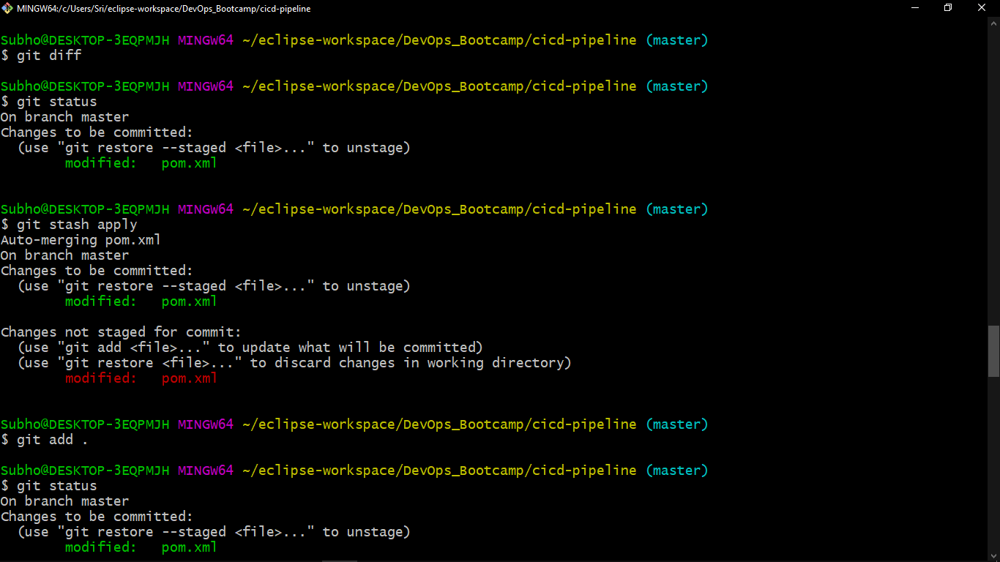 MINGW64:/c/Users/Sri/eclipse-workspace/DevOps_Bootcamp/cicd-pipeline
Subho@DESKTOP-3EQPMJH MINGW64 ~/eclipse-workspace/DevOps_Bootcamp/cicd-pipeline (master)
$ git diff
Subho@DESKTOP-3EQPMJH MINGW64 ~/eclipse-workspace/DevOps_Bootcamp/cicd-pipeline (master)
$ git status
On branch master
Changes to be committed:
  (use "git restore --staged <file>..." to unstage)
        modified:   pom.xml
Subho@DESKTOP-3EQPMJH MINGW64 ~/eclipse-workspace/DevOps_Bootcamp/cicd-pipeline (master)
$ git stash apply
Auto-merging pom.xml
On branch master
Changes to be committed:
  (use "git restore --staged <file>..." to unstage)
        modified:   pom.xml
Changes not staged for commit:
  (use "git add <file>..." to update what will be committed)
  (use "git restore <file>..." to discard changes in working directory)
        modified:   pom.xml
Subho@DESKTOP-3EQPMJH MINGW64 ~/eclipse-workspace/DevOps_Bootcamp/cicd-pipeline (master)
$ git add .
Subho@DESKTOP-3EQPMJH MINGW64 ~/eclipse-workspace/DevOps_Bootcamp/cicd-pipeline (master)
$ git status
On branch master
Changes to be committed:
  (use "git restore --staged <file>..." to unstage)
        modified:   pom.xml